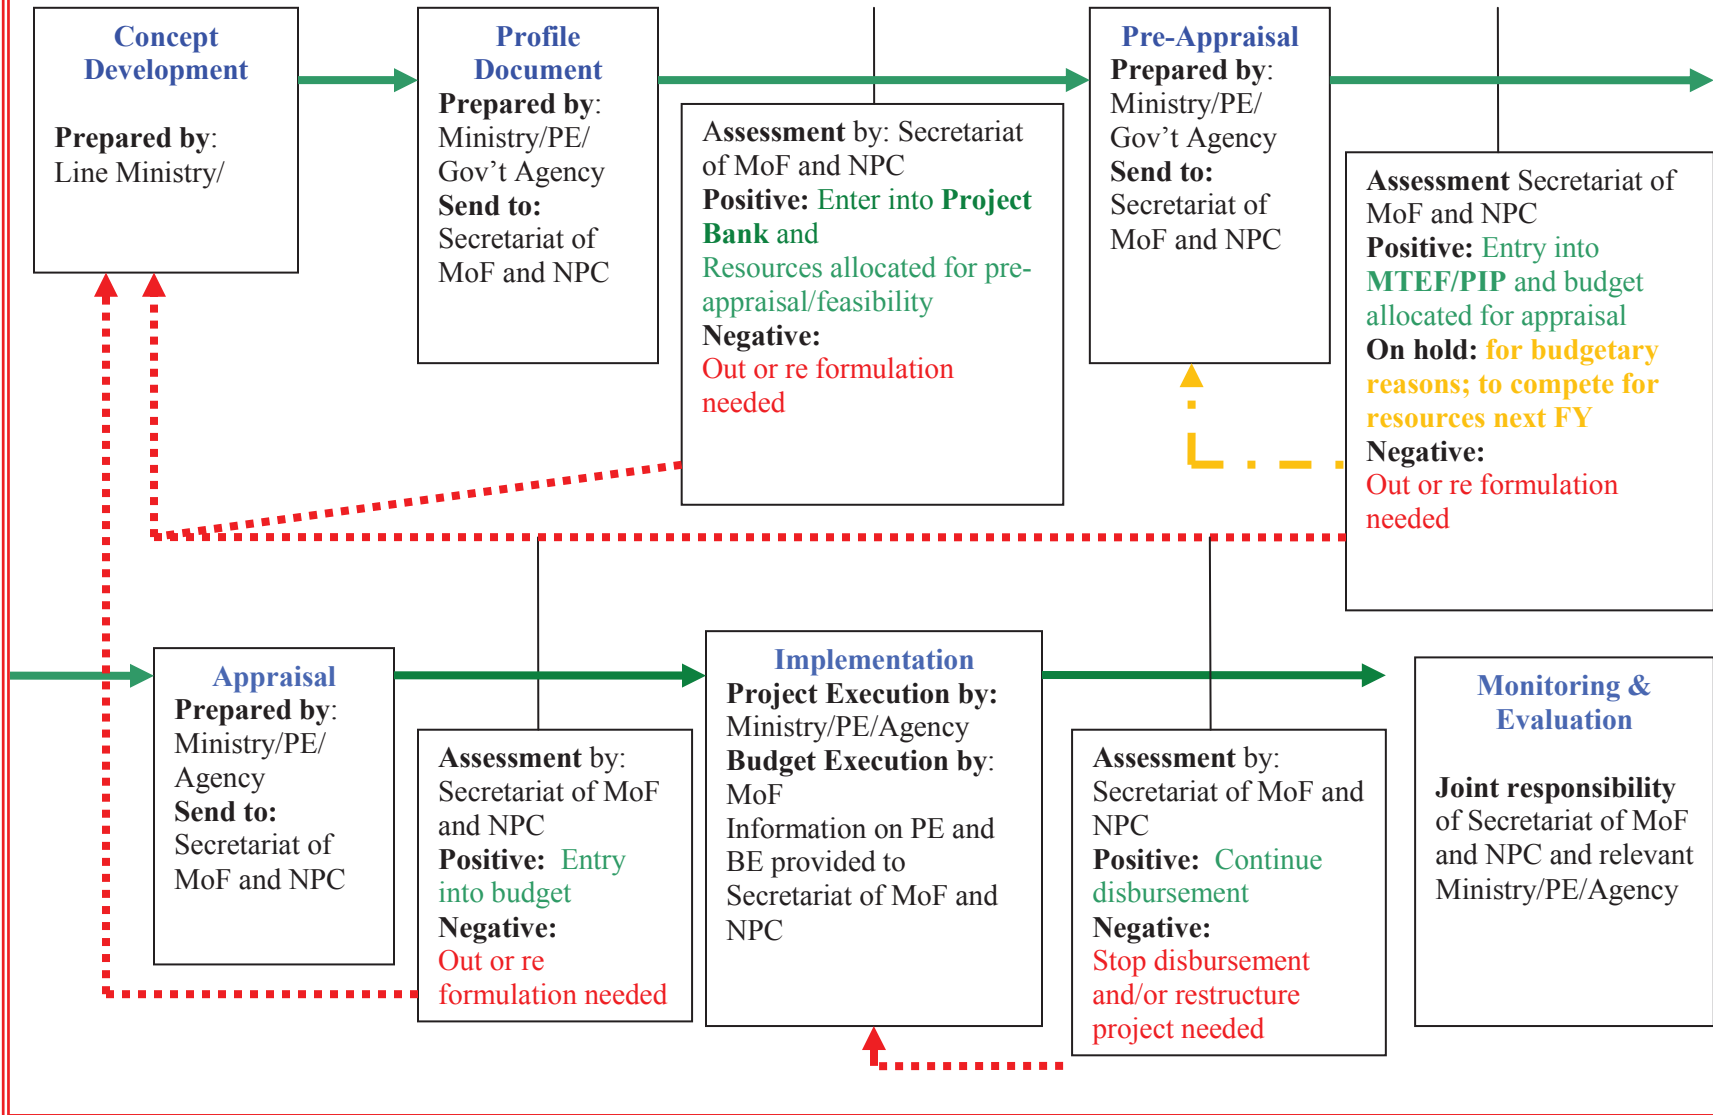 Concept
Development
Prepared by:
Line Ministry/
Profile
Document
Prepared by:
Ministry/PE/
Gov’t Agency
Send to:
Secretariat of
MoF and NPC
Assessment by: Secretariat
of MoF and NPC
Positive: Enter into Project
Bank and
Resources allocated for pre-
appraisal/feasibility
Negative:
Out or re formulation
needed
Pre-Appraisal
Prepared by:
Ministry/PE/
Gov’t Agency
Send to:
Secretariat of
MoF and NPC
Assessment Secretariat of
MoF and NPC
Positive: Entry into
MTEF/PIP and budget
allocated for appraisal
On hold: for budgetary
reasons; to compete for
resources next FY
Negative:
Out or re formulation
needed
Appraisal
Prepared by:
Ministry/PE/
Agency
Send to:
Secretariat of
MoF and NPC
Assessment by:
Secretariat of MoF
and NPC
Positive: Entry
into budget
Negative:
Out or re
formulation needed
Implementation
Project Execution by:
Ministry/PE/Agency
Budget Execution by:
MoF
Information on PE and
BE provided to
Secretariat of MoF and
NPC
Assessment by:
Secretariat of MoF and
NPC
Positive: Continue
disbursement
Negative:
Stop disbursement
and/or restructure
project needed
Monitoring &
Evaluation
Joint responsibility
of Secretariat of MoF
and NPC and relevant
Ministry/PE/Agency